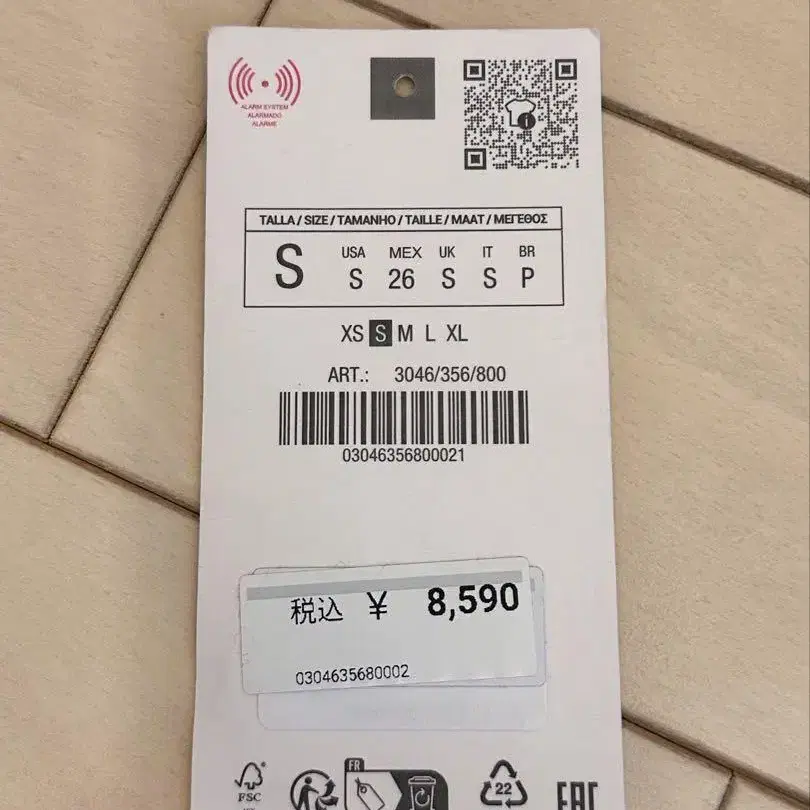 ALARM SYSTEM
ALARMADO
ALARME
TALLA / SIZE / TAMANHO / TAILLE / MAAT / ΜΕΓΕΘΟΣ
S
USA MEX UK IT BR
S 26 S S P
XS S M L XL
ART.: 3046/356/800
03046356800021
税込 ¥ 8,590
0304635680002
FR
FSC
22
EAC